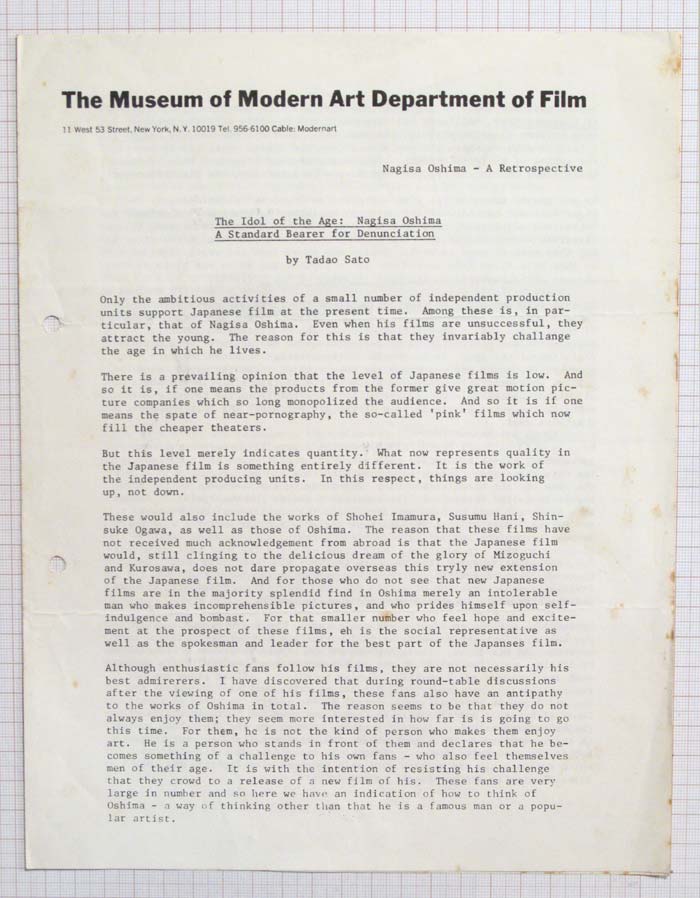 The Museum of Modern Art Department of Film
11 West 53 Street, New York, N.Y. 10019 Tel. 956-6100 Cable: Modernart
Nagisa Oshima - A Retrospective
The Idol of the Age: Nagisa Oshima
A Standard Bearer for Denunciation
by Tadao Sato
Only the ambitious activities of a small number of independent production
units support Japanese film at the present time. Among these is, in par-
ticular, that of Nagisa Oshima. Even when his films are unsuccessful, they
attract the young. The reason for this is that they invariably challange
the age in which he lives.
There is a prevailing opinion that the level of Japanese films is low. And
so it is, if one means the products from the former give great motion pic-
ture companies which so long monopolized the audience. And so it is if one
means the spate of near-pornography, the so-called 'pink' films which now
fill the cheaper theaters.
But this level merely indicates quantity. What now represents quality in
the Japanese film is something entirely different. It is the work of
the independent producing units. In this respect, things are looking
up, not down.
These would also include the works of Shohei Imamura, Susumu Hani, Shin-
suke Ogawa, as well as those of Oshima. The reason that these films have
not received much acknowledgement from abroad is that the Japanese film
would, still clinging to the delicious dream of the glory of Mizoguchi
and Kurosawa, does not dare propagate overseas this tryly new extension
of the Japanese film. And for those who do not see that new Japanese
films are in the majority splendid find in Oshima merely an intolerable
man who makes incomprehensible pictures, and who prides himself upon self-
indulgence and bombast. For that smaller number who feel hope and excite-
ment at the prospect of these films, eh is the social representative as
well as the spokesman and leader for the best part of the Japanses film.
Although enthusiastic fans follow his films, they are not necessarily his
best admirerers. I have discovered that during round-table discussions
after the viewing of one of his films, these fans also have an antipathy
to the works of Oshima in total. The reason seems to be that they do not
always enjoy them; they seem more interested in how far is is going to go
this time. For them, he is not the kind of person who makes them enjoy
art. He is a person who stands in front of them and declares that he be-
comes something of a challenge to his own fans - who also feel themselves
men of their age. It is with the intention of resisting his challenge
that they crowd to a release of a new film of his. These fans are very
large in number and so here we have an indication of how to think of
Oshima - a way of thinking other than that he is a famous man or a popu-
lar artist.